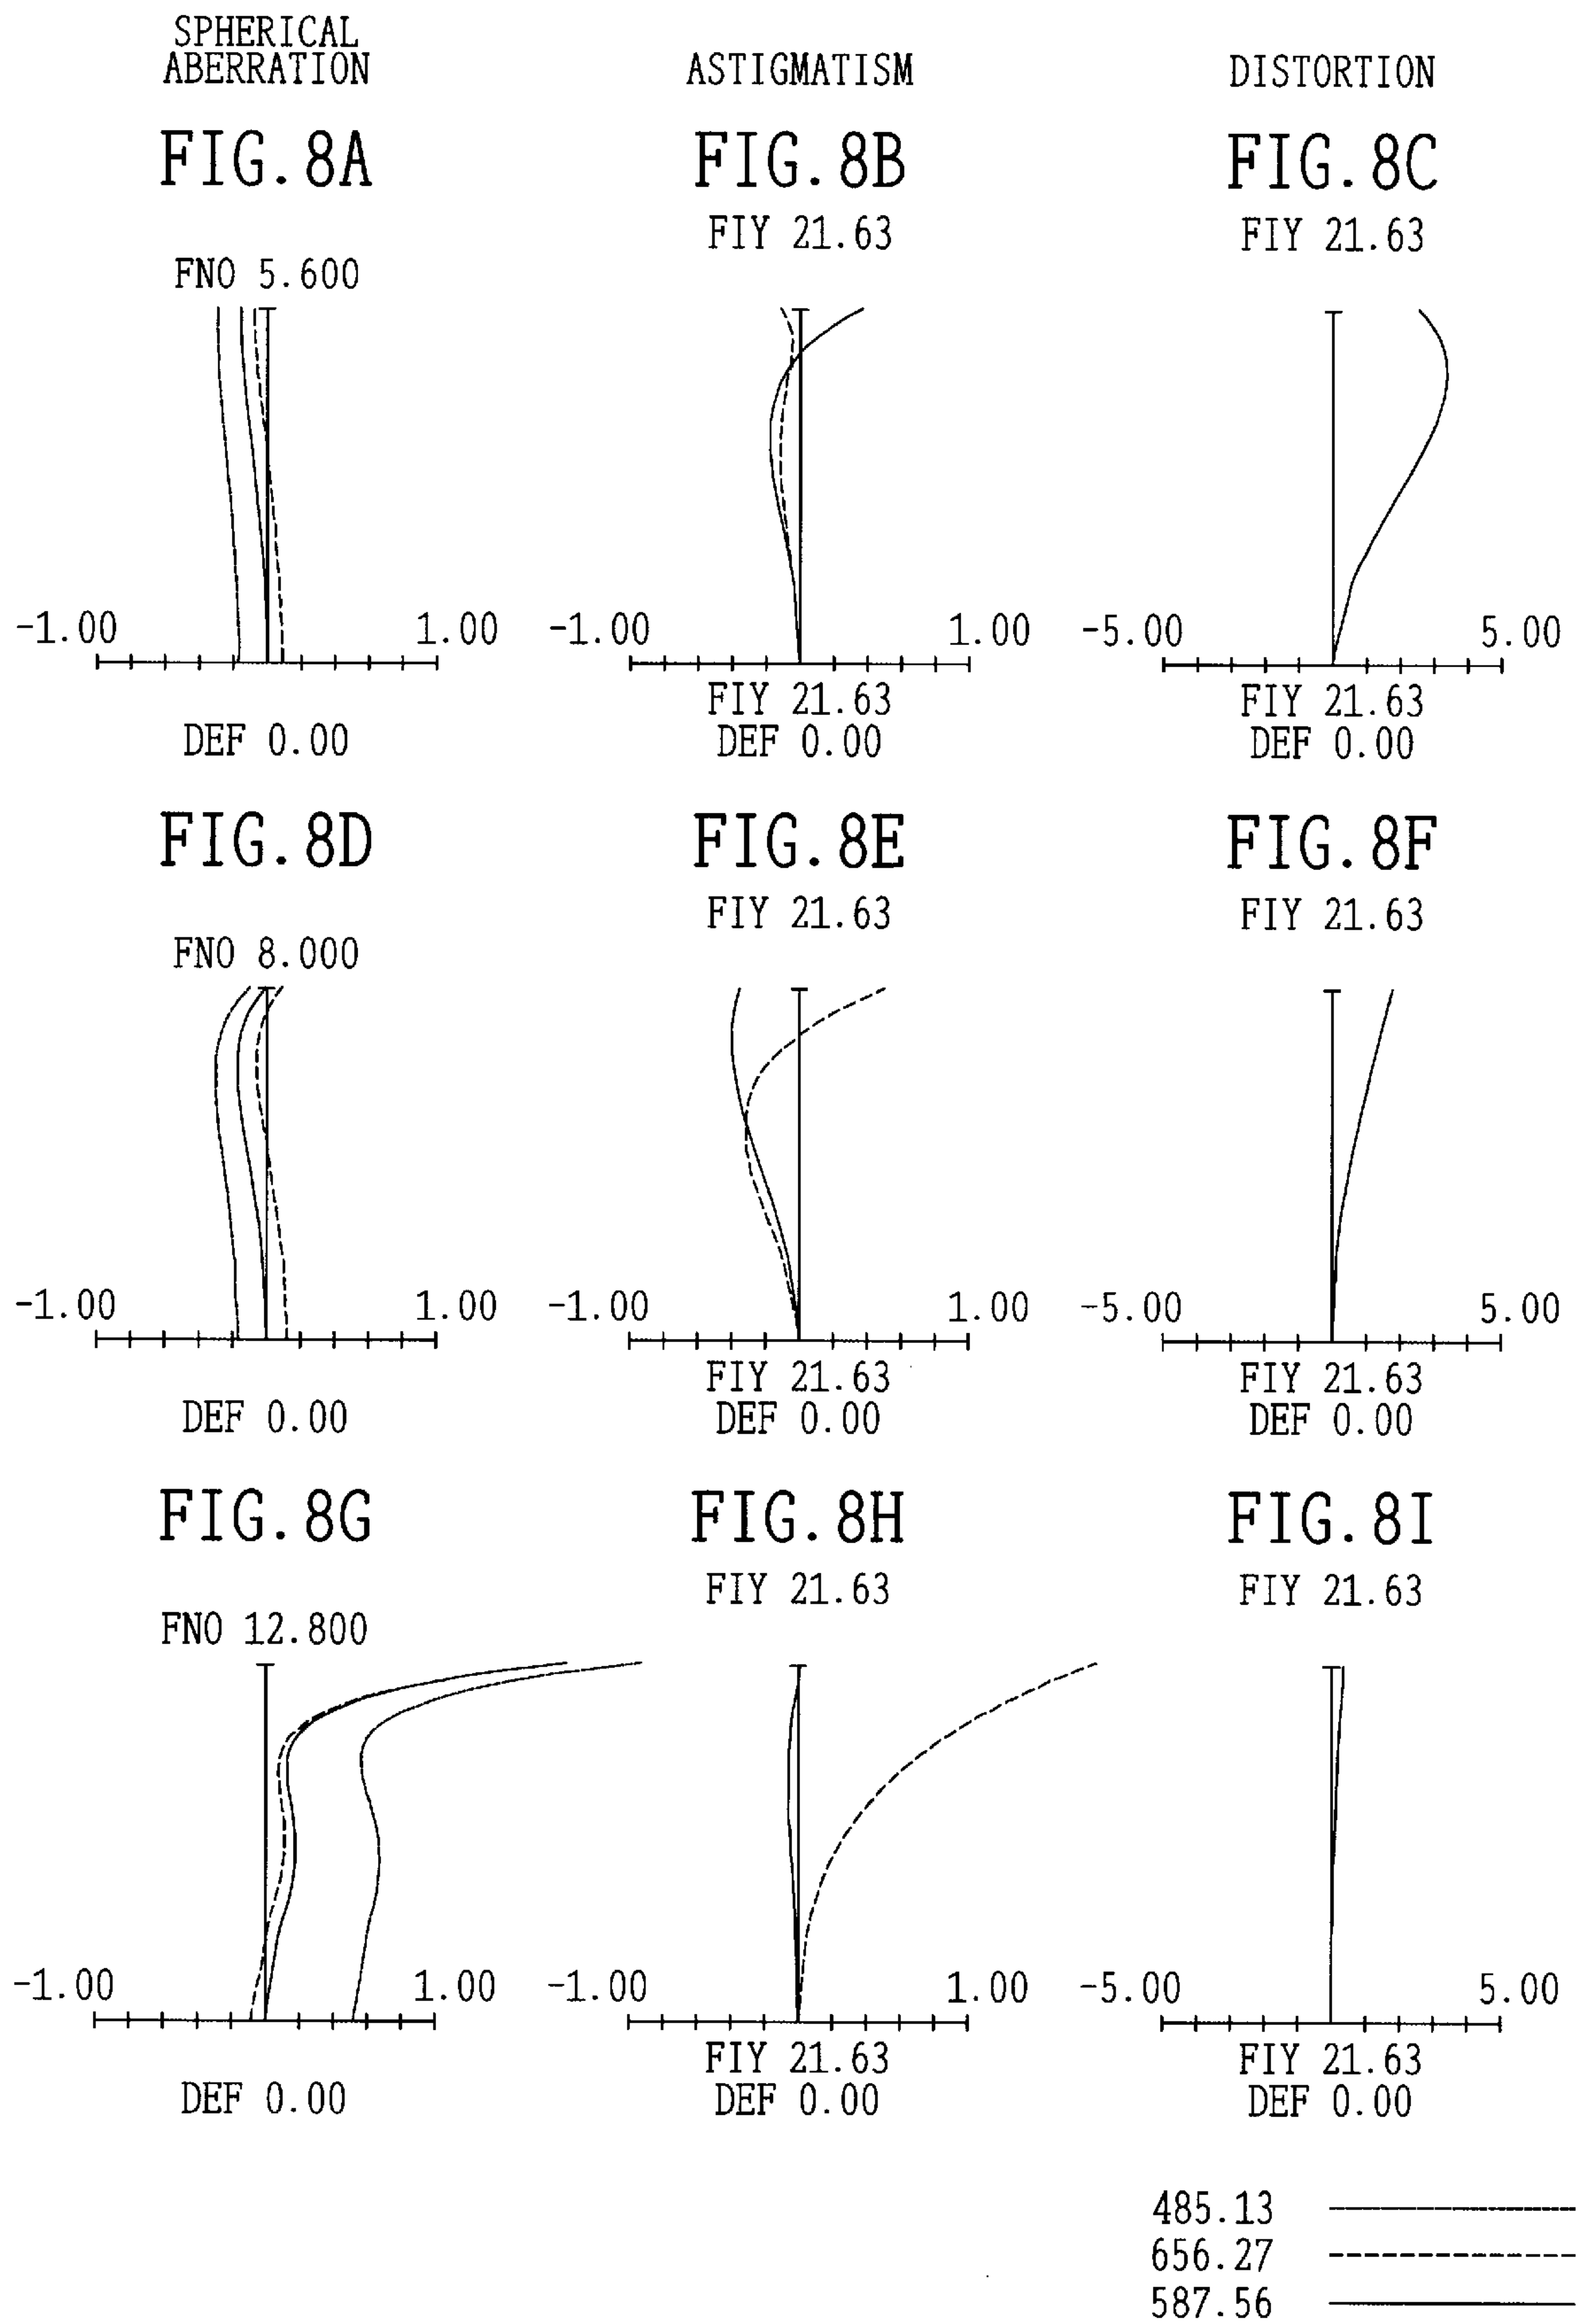 SPHERICAL
ABERRATION
ASTIGMATISM
DISTORTION
FIG.8A
FIG.8B
FIG.8C
FIY 21.63
FIY 21.63
FNO 5.600
-1.00
1.00
-1.00
1.00
-5.00
5.00
FIY 21.63
FIY 21.63
DEF 0.00
DEF 0.00
DEF 0.00
FIG.8D
FIG.8E
FIG.8F
FIY 21.63
FIY 21.63
FNO 8.000
-1.00
1.00
-1.00
1.00
-5.00
5.00
FIY 21.63
FIY 21.63
DEF 0.00
DEF 0.00
DEF 0.00
FIG.8G
FIG.8H
FIG.8I
FIY 21.63
FIY 21.63
FNO 12.800
-1.00
1.00
-1.00
1.00
-5.00
5.00
FIY 21.63
FIY 21.63
DEF 0.00
DEF 0.00
DEF 0.00
485.13
656.27
587.56